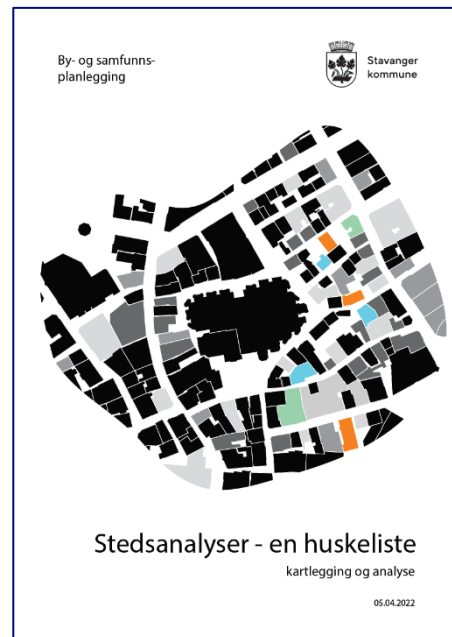 By- og samfunns-
planlegging
Stavanger
kommune
Stedsanalyser - en huskeliste
kartlegging og analyse
05.04.2022